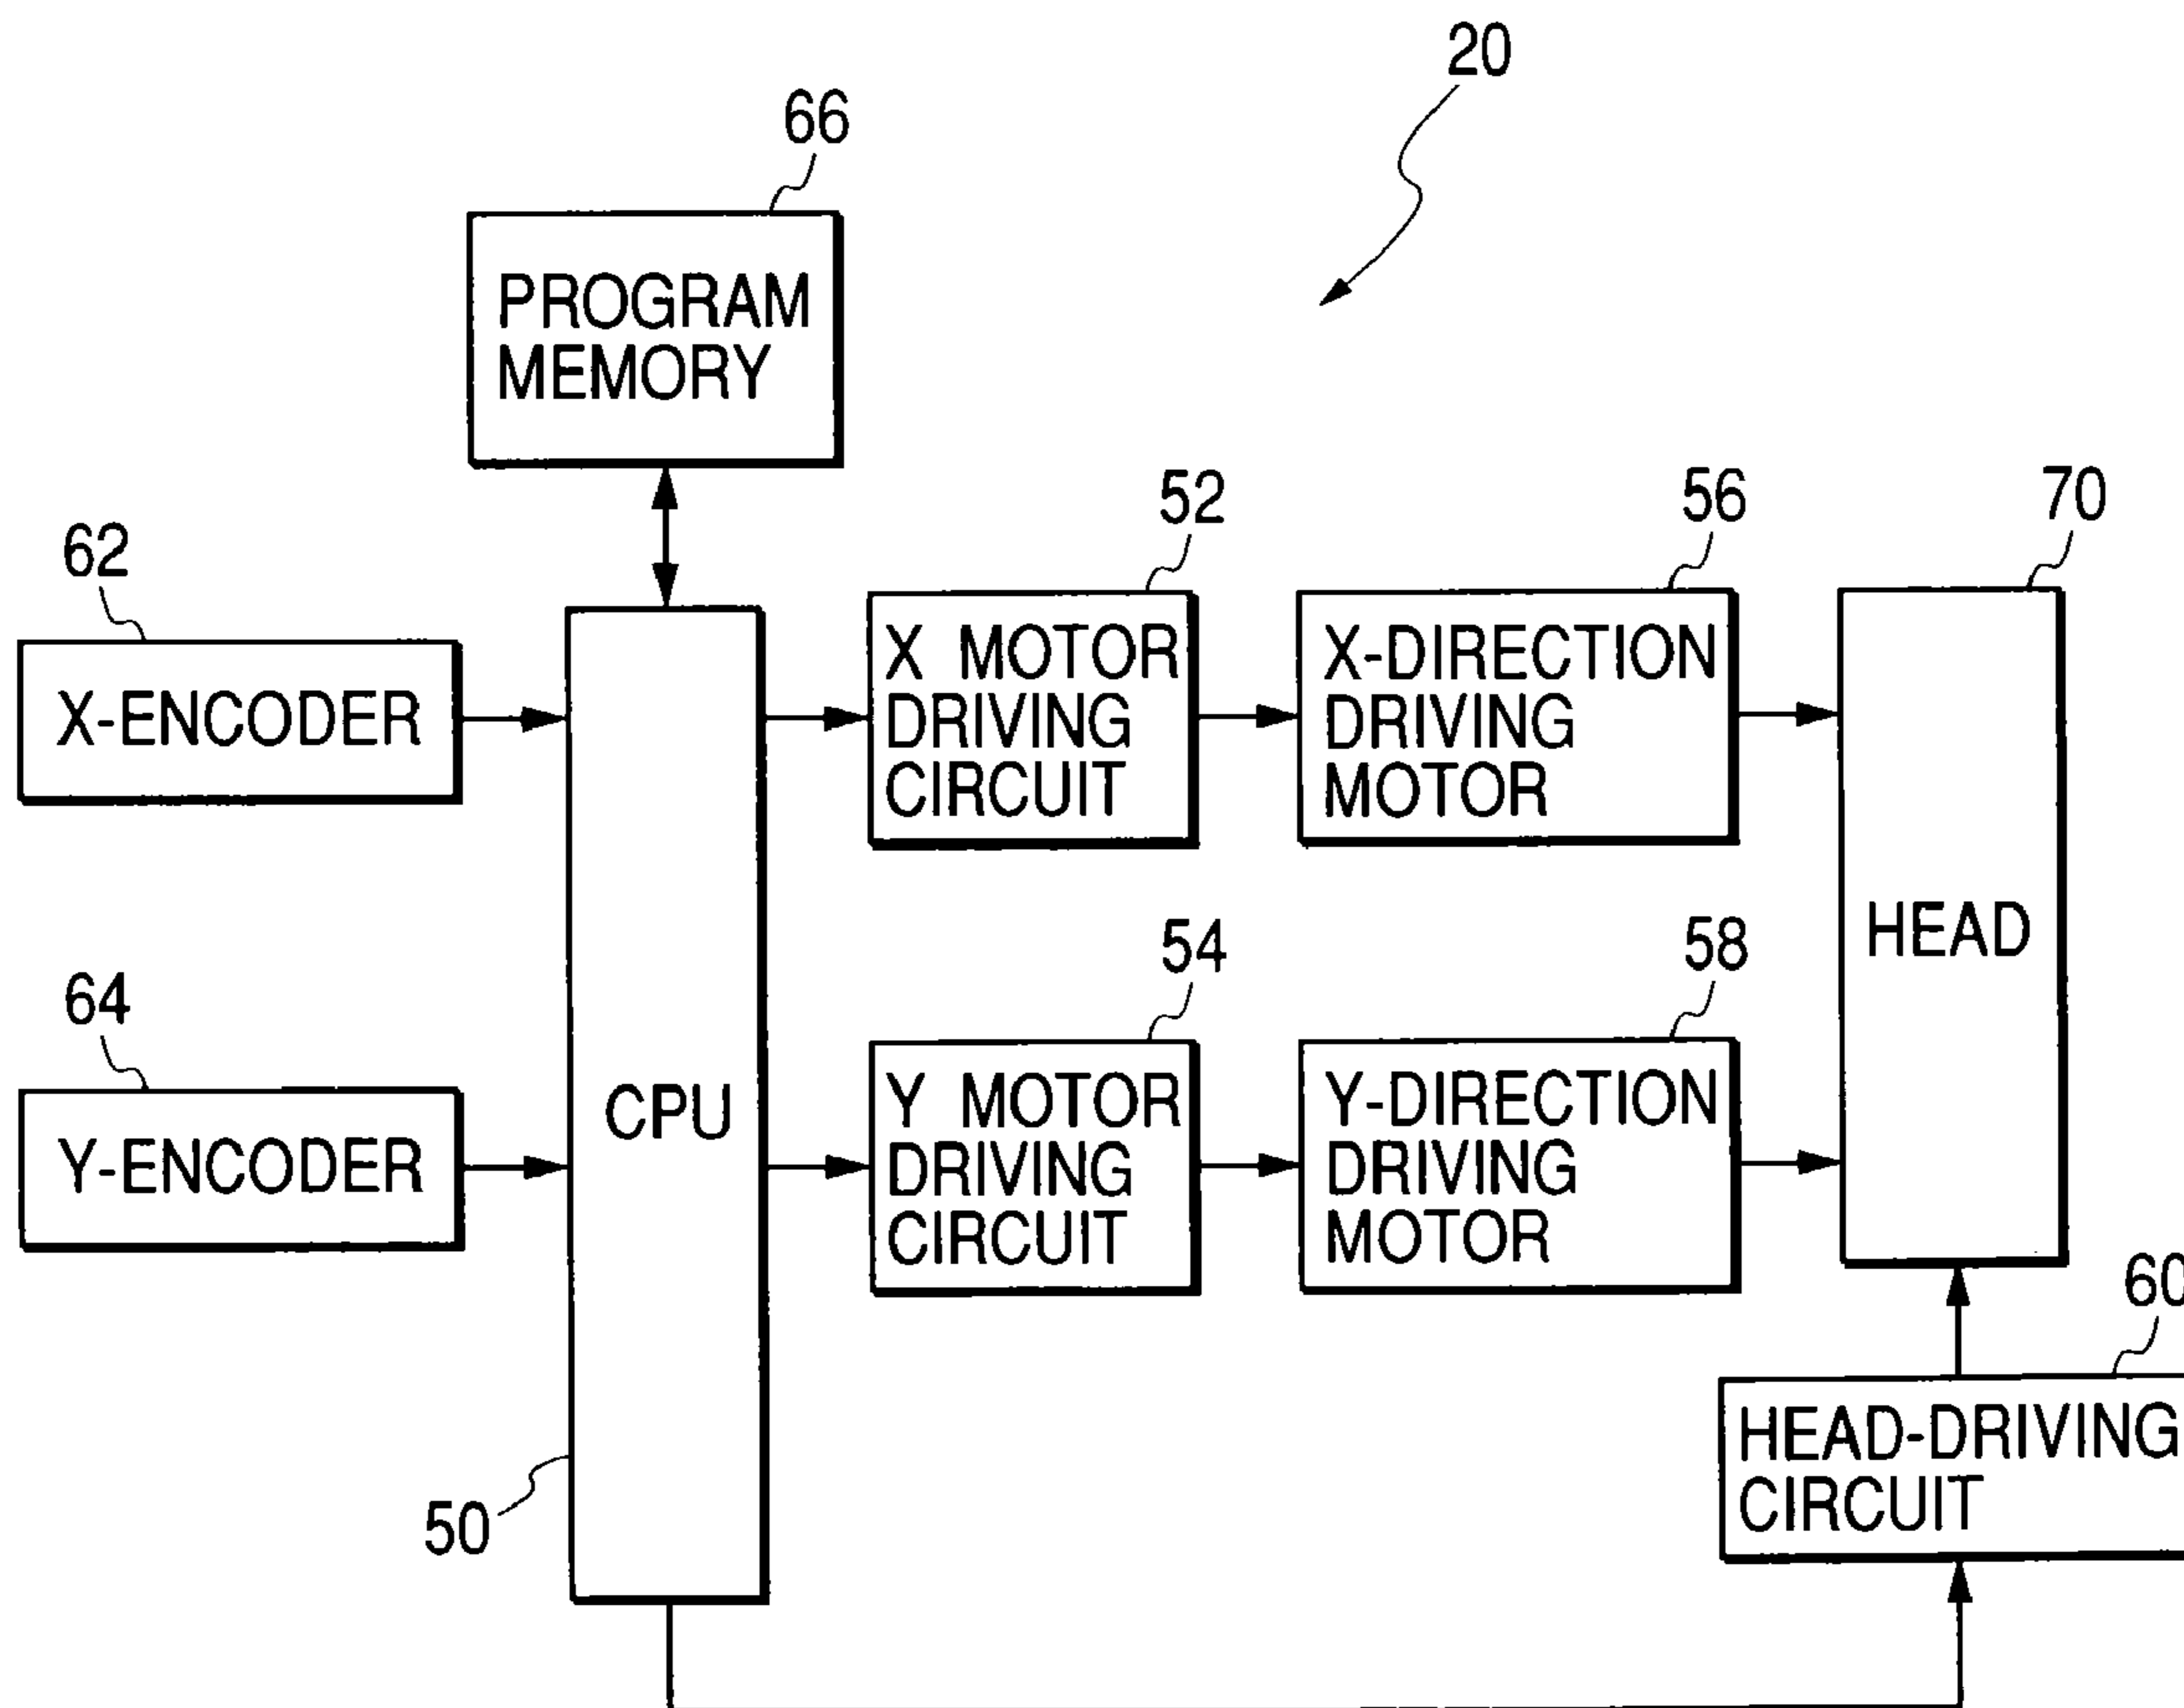 20
66
PROGRAM
MEMORY
62
52
56
70
X-ENCODER
X MOTOR
DRIVING
CIRCUIT
X-DIRECTION
DRIVING
MOTOR
HEAD
64
54
58
Y-ENCODER
CPU
Y MOTOR
DRIVING
CIRCUIT
Y-DIRECTION
DRIVING
MOTOR
60
HEAD-DRIVING
CIRCUIT
50